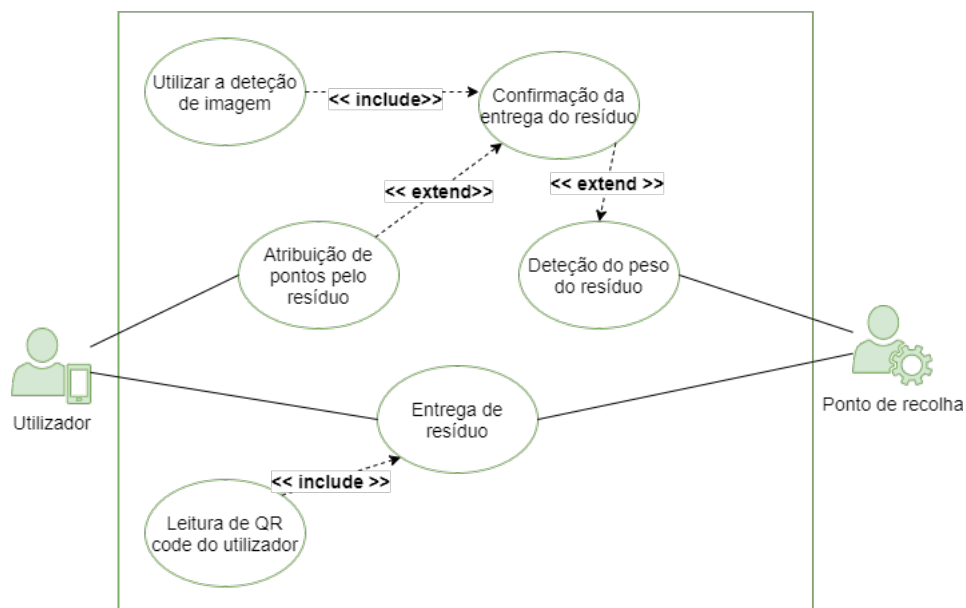 Utilizar a deteção
de imagem
<< include>>
Confirmação da
entrega do resíduo
<< extend>>
<< extend >>
Atribuição de
pontos pelo
resíduo
Deteção do peso
do resíduo
Utilizador
Entrega de
resíduo
Ponto de recolha
<< include >>
Leitura de QR
code do utilizador